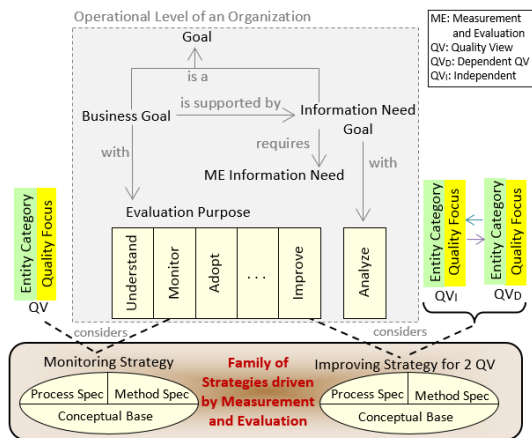 Operational Level of an Organization
Goal
is a
is supported by
Business Goal
Information Need
Goal
with
requires
with
ME Information Need
Evaluation Purpose
Understand
Monitor
Adopt
. . .
Improve
Analyze
ME: Measurement
and Evaluation
QV: Quality View
QVD: Dependent QV
QVI: Independent
Entity Category
Quality Focus
QV
Entity Category
Quality Focus
QVI
Entity Category
Quality Focus
QVD
considers
considers
Monitoring Strategy
Process Spec
Method Spec
Conceptual Base
Family of
Strategies driven
by Measurement
and Evaluation
Improving Strategy for 2 QV
Process Spec
Method Spec
Conceptual Base